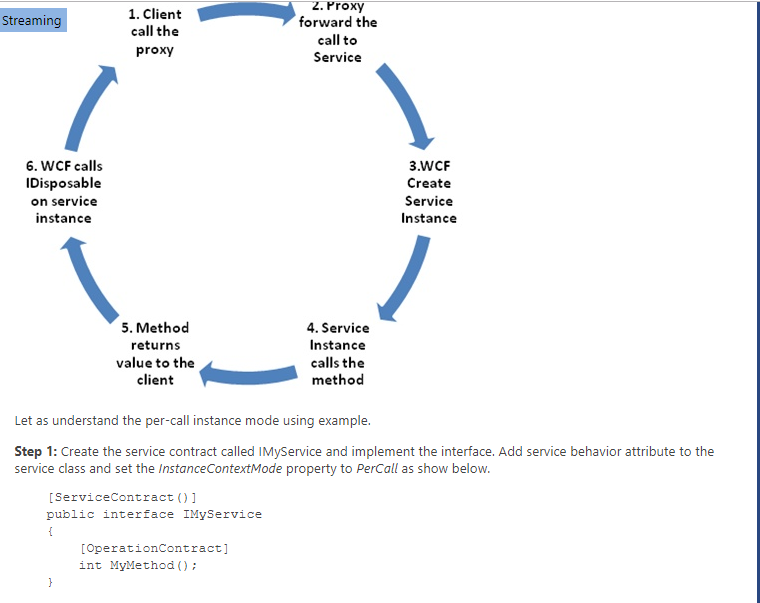 Streaming
1. Client
call the
proxy
2. Proxy
forward the
call to
Service
3.WCF
Create
Service
Instance
4. Service
Instance
calls the
method
5. Method
returns
value to the
client
6. WCF calls
IDisposable
on service
instance
Let as understand the per-call instance mode using example.
Step 1: Create the service contract called IMyService and implement the interface. Add service behavior attribute to the
service class and set the InstanceContextMode property to PerCall as show below.
[ServiceContract()]
public interface IMyService
{
[OperationContract]
int MyMethod();
}